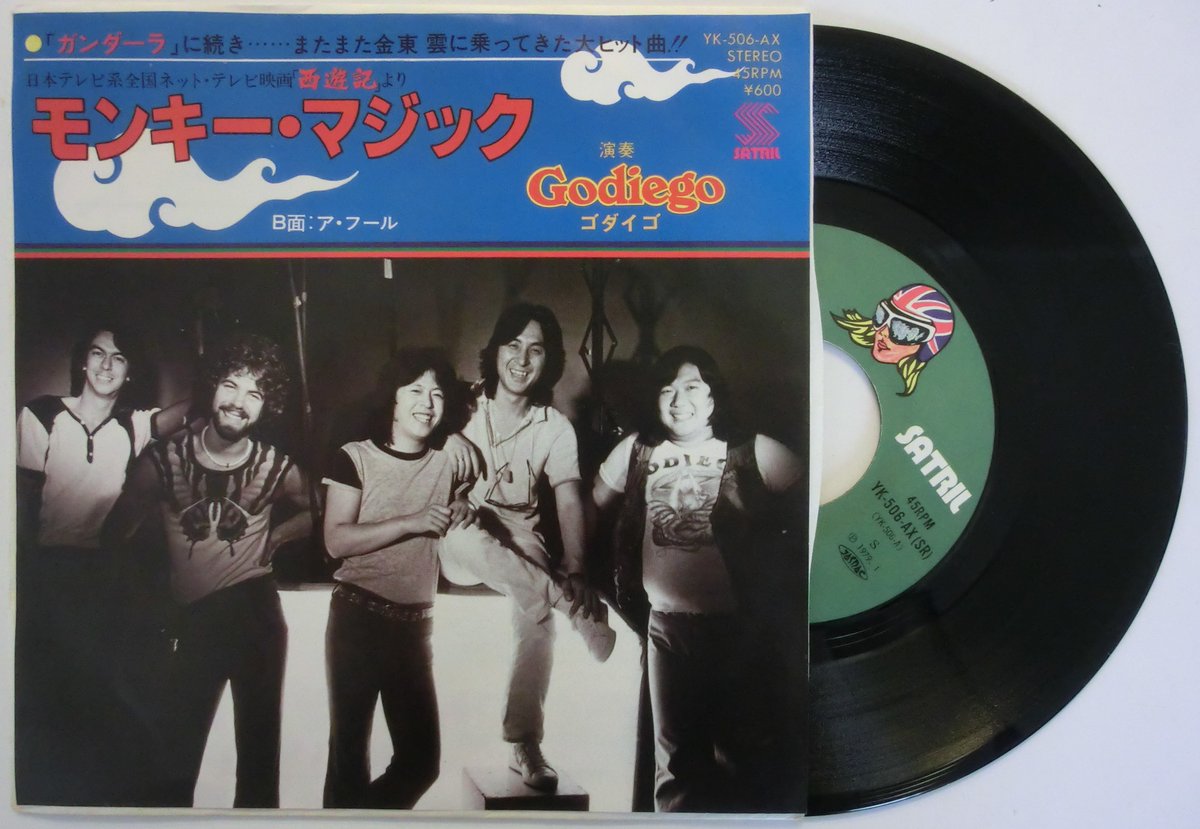 ●「ガンダーラ」に続き……またまた金東雲に乗ってきた大ヒット曲!!
日本テレビ系全国ネット・テレビ映画「西遊記」より
モンキー・マジック
B面:ア・フール
YK-506-AX
STEREO
45RPM
¥600
SATRIL
演奏
Godiego
ゴダイゴ
SATRIL
45RPM
YK-506-AX(SR)
(YK-506-A)
S
JASRAC